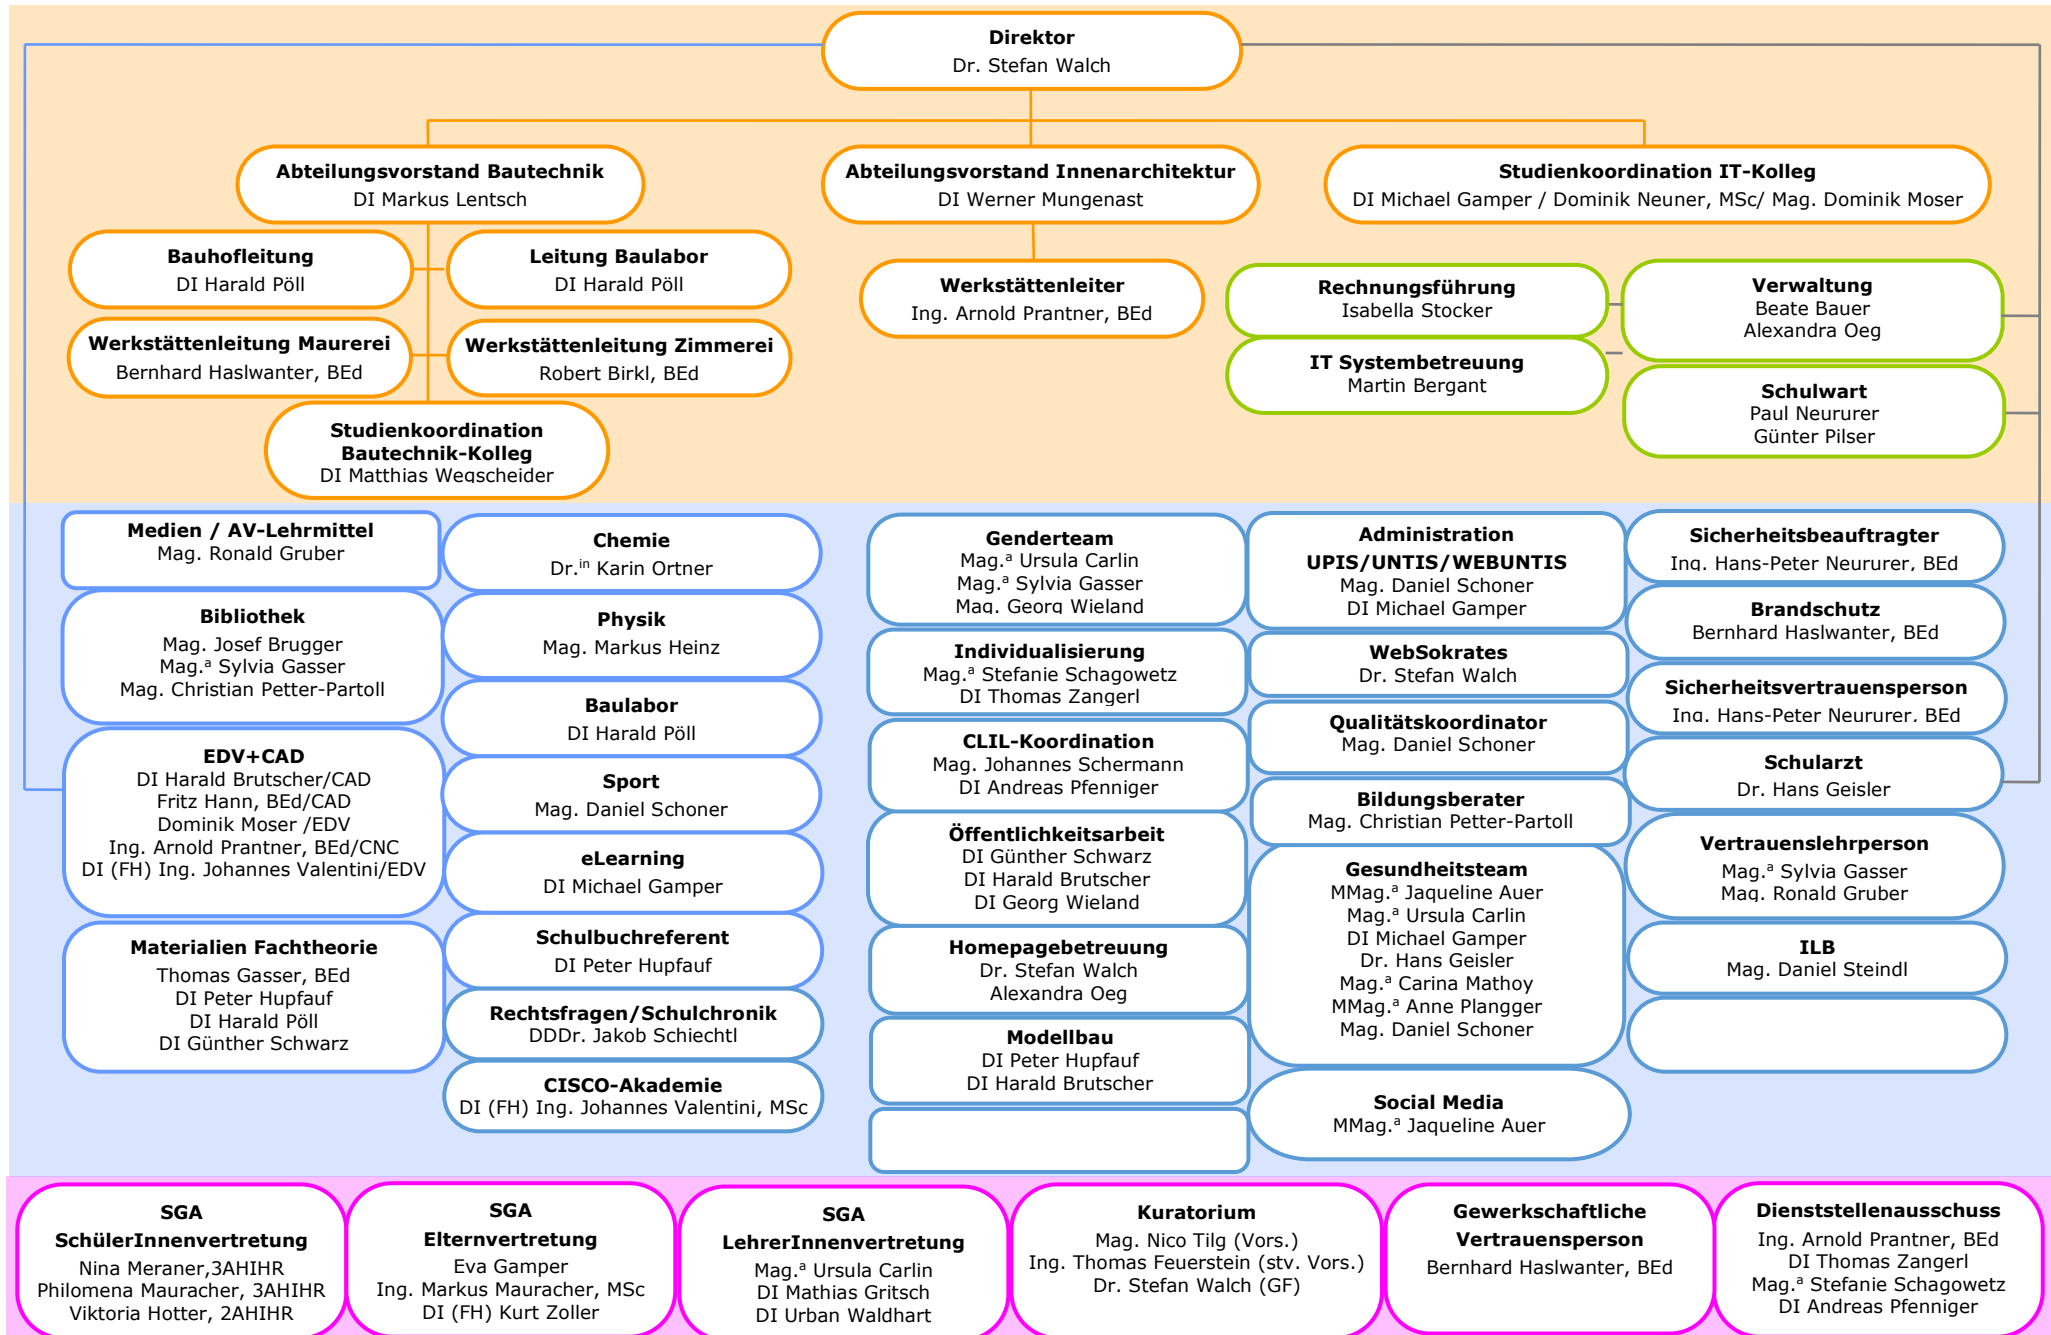 Direktor
Dr. Stefan Walch
Abteilungsvorstand Bautechnik
DI Markus Lentsch
Abteilungsvorstand Innenarchitektur
DI Werner Mungenast
Studienkoordination IT-Kolleg
DI Michael Gamper / Dominik Neuner, MSc/ Mag. Dominik Moser
Bauhofleitung
DI Harald Pöll
Leitung Baulabor
DI Harald Pöll
Werkstättenleitung Maurerei
Bernhard Haslwanter, BEd
Werkstättenleitung Zimmerei
Robert Birkl, BEd
Studienkoordination
Bautechnik-Kolleg
DI Matthias Wegscheider
Werkstättenleiter
Ing. Arnold Prantner, BEd
Rechnungsführung
Isabella Stocker
IT Systembetreuung
Martin Bergant
Verwaltung
Beate Bauer
Alexandra Oeg
Schulwart
Paul Neururer
Günter Pilser
Medien / AV-Lehrmittel
Mag. Ronald Gruber
Bibliothek
Mag. Josef Brugger
Mag.ª Sylvia Gasser
Mag. Christian Petter-Partoll
EDV+CAD
DI Harald Brutscher/CAD
Fritz Hann, BEd/CAD
Dominik Moser /EDV
Ing. Arnold Prantner, BEd/CNC
DI (FH) Ing. Johannes Valentini/EDV
Materialien Fachtheorie
Thomas Gasser, BEd
DI Peter Hupfauf
DI Harald Pöll
DI Günther Schwarz
Chemie
Dr.ⁱⁿ Karin Ortner
Physik
Mag. Markus Heinz
Baulabor
DI Harald Pöll
Sport
Mag. Daniel Schoner
eLearning
DI Michael Gamper
Schulbuchreferent
DI Peter Hupfauf
Rechtsfragen/Schulchronik
DDDr. Jakob Schiechtl
CISCO-Akademie
DI (FH) Ing. Johannes Valentini, MSc
Genderteam
Mag.ª Ursula Carlin
Mag.ª Sylvia Gasser
Mag. Georg Wieland
Individualisierung
Mag.ª Stefanie Schagowetz
DI Thomas Zangerl
CLIL-Koordination
Mag. Johannes Schermann
DI Andreas Pfenniger
Öffentlichkeitsarbeit
DI Günther Schwarz
DI Harald Brutscher
DI Georg Wieland
Homepagebetreuung
Dr. Stefan Walch
Alexandra Oeg
Modellbau
DI Peter Hupfauf
DI Harald Brutscher
Administration
UPIS/UNTIS/WEBUNTIS
Mag. Daniel Schoner
DI Michael Gamper
WebSokrates
Dr. Stefan Walch
Qualitätskoordinator
Mag. Daniel Schoner
Bildungsberater
Mag. Christian Petter-Partoll
Gesundheitsteam
MMag.ª Jaqueline Auer
Mag.ª Ursula Carlin
DI Michael Gamper
Dr. Hans Geisler
Mag.ª Carina Mathoy
MMag.ª Anne Plangger
Mag. Daniel Schoner
Social Media
MMag.ª Jaqueline Auer
Sicherheitsbeauftragter
Ing. Hans-Peter Neururer, BEd
Brandschutz
Bernhard Haslwanter, BEd
Sicherheitsvertrauensperson
Ing. Hans-Peter Neururer, BEd
Schularzt
Dr. Hans Geisler
Vertrauenslehrperson
Mag.ª Sylvia Gasser
Mag. Ronald Gruber
ILB
Mag. Daniel Steindl
SGA
SchülerInnenvertretung
Nina Meraner,3AHIHR
Philomena Mauracher, 3AHIHR
Viktoria Hotter, 2AHIHR
SGA
Elternvertretung
Eva Gamper
Ing. Markus Mauracher, MSc
DI (FH) Kurt Zoller
SGA
LehrerInnenvertretung
Mag.ª Ursula Carlin
DI Mathias Gritsch
DI Urban Waldhart
Kuratorium
Mag. Nico Tilg (Vors.)
Ing. Thomas Feuerstein (stv. Vors.)
Dr. Stefan Walch (GF)
Gewerkschaftliche
Vertrauensperson
Bernhard Haslwanter, BEd
Dienststellenausschuss
Ing. Arnold Prantner, BEd
DI Thomas Zangerl
Mag.ª Stefanie Schagowetz
DI Andreas Pfenniger